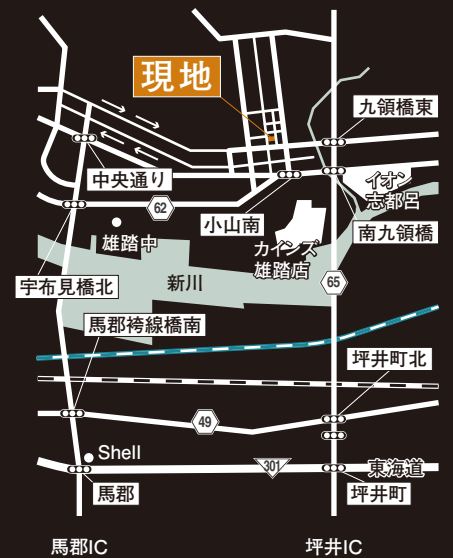 現地
九領橋東
中央通り
イオン
志都呂
62
小山南
雄踏中
カインズ
雄踏店
南九領橋
宇布見橋北
新川
65
馬郡袴線橋南
坪井町北
49
Shell
301
東海道
馬郡
坪井町
馬郡IC
坪井IC